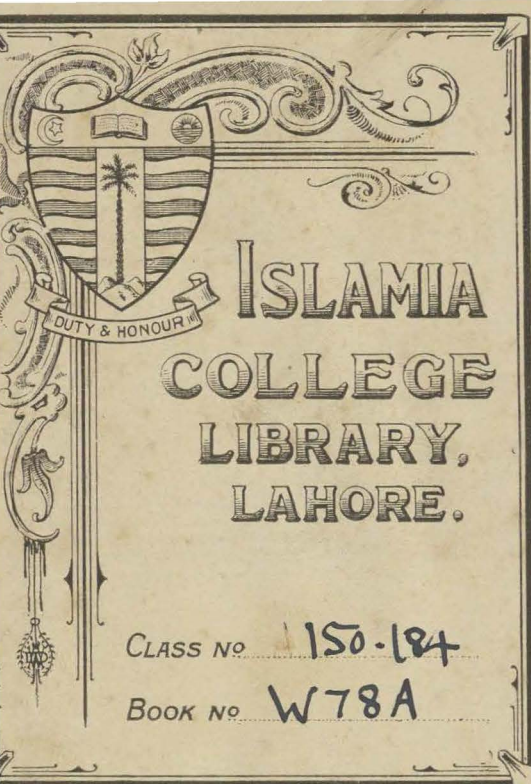 DUTY & HONOUR
ISLAMIA
COLLEGE
LIBRARY,
LAHORE.
CLASS NO 150.184
BOOK NO W78A